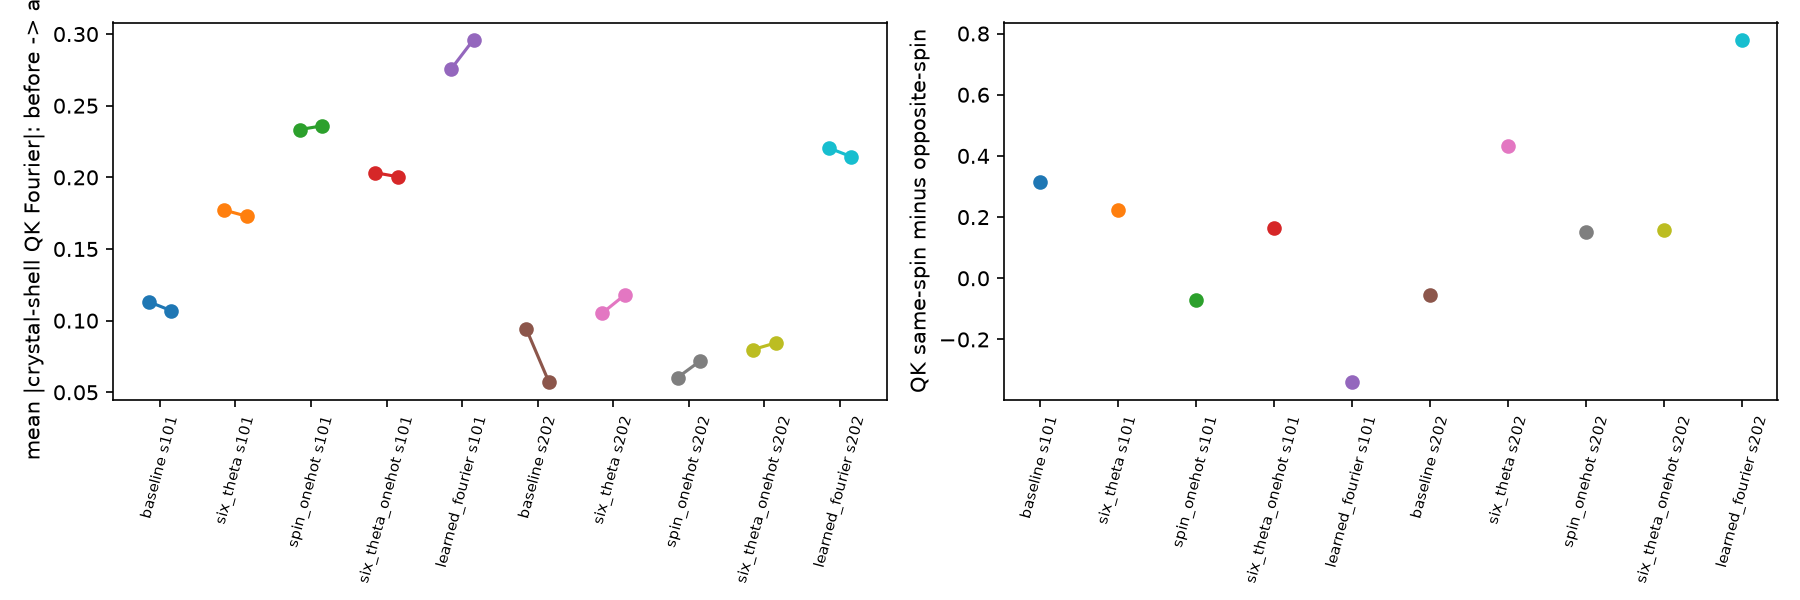 mean |crystal-shell QK Fourier|: before -> a
0.30
0.25
0.20
0.15
0.10
0.05
baseline s101
six_theta s101
spin_onehot s101
six_theta_onehot s101
learned_fourier s101
baseline s202
six_theta s202
spin_onehot s202
six_theta_onehot s202
learned_fourier s202
QK same-spin minus opposite-spin
0.8
0.6
0.4
0.2
0.0
−0.2
baseline s101
six_theta s101
spin_onehot s101
six_theta_onehot s101
learned_fourier s101
baseline s202
six_theta s202
spin_onehot s202
six_theta_onehot s202
learned_fourier s202